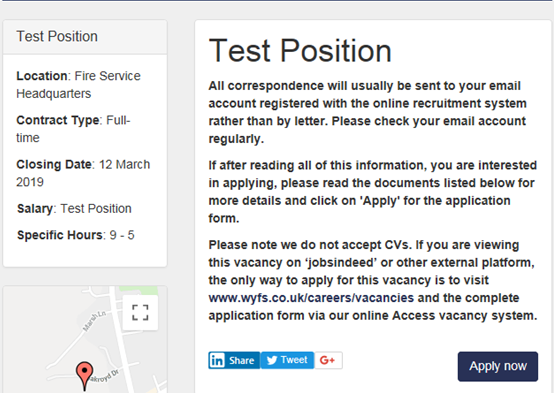 Test Position
Location: Fire Service
Headquarters
Contract Type: Full-
time
Closing Date: 12 March
2019
Salary: Test Position
Specific Hours: 9 - 5
Marsh Ln
akroyd Dr
Test Position
All correspondence will usually be sent to your email
account registered with the online recruitment system
rather than by letter. Please check your email account
regularly.
If after reading all of this information, you are interested
in applying, please read the documents listed below for
more details and click on 'Apply' for the application
form.
Please note we do not accept CVs. If you are viewing
this vacancy on ‘jobsindeed’ or other external platform,
the only way to apply for this vacancy is to visit
www.wyfs.co.uk/careers/vacancies and the complete
application form via our online Access vacancy system.
in Share Tweet G+
Apply now